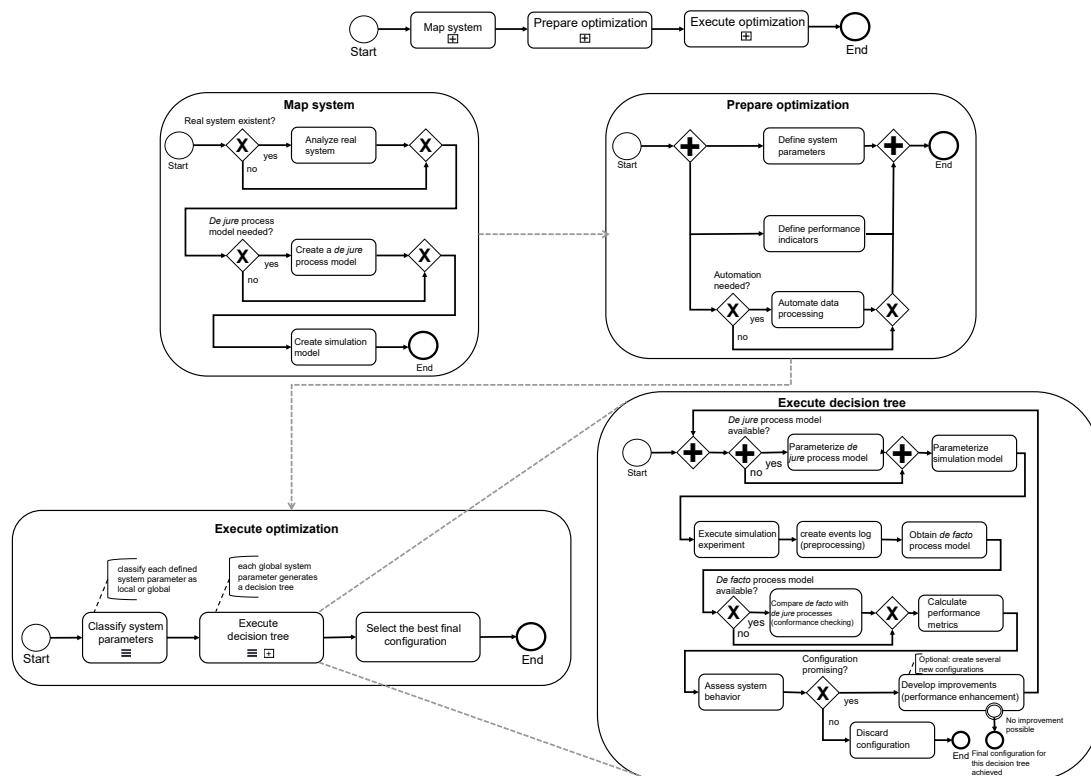 Start
Map system
Prepare optimization
Execute optimization
End
Map system
Real system existent?
Start
Analyze real
system
yes
no
De jure process
model needed?
Create a de jure
process model
yes
no
Create simulation
model
End
Prepare optimization
Start
Define system
parameters
End
Define performance
indicators
Automation
needed?
Automate data
processing
yes
no
Execute optimization
classify each defined
system parameter as
local or global
each global system
parameter generates
a decision tree
Start
Classify system
parameters
Execute
decision tree
Select the best final
configuration
End
Execute decision tree
De jure process model
available?
Start
Parameterize de
jure process model
yes
no
Parameterize
simulation model
Execute simulation
experiment
create events log
(preprocessing)
Obtain de facto
process model
De facto process model
available?
Compare de facto with
de jure processes
(conformance checking)
yes
no
Calculate
performance
metrics
Configuration
promising?
Optional: create several
new configurations
Assess system
behavior
yes
Develop improvements
(performance enhancement)
no
No improvement
possible
Discard
configuration
End
Final configuration for
this decision tree
achieved